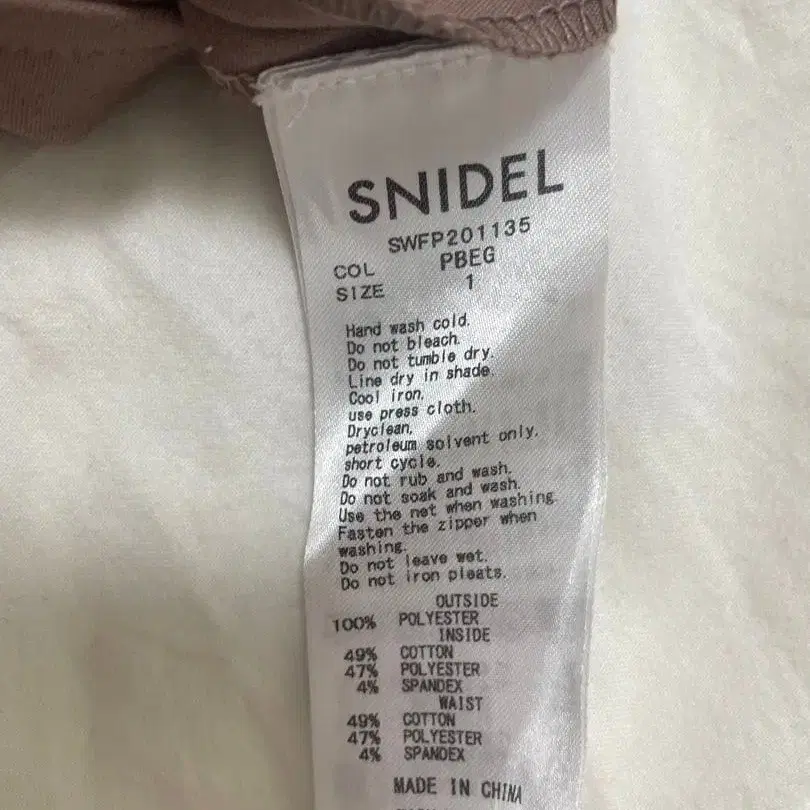 SNIDEL
SWFP201135
COL PBEG
SIZE 1
Hand wash cold.
Do not bleach.
Do not tumble dry.
Line dry in shade.
Cool iron,
use press cloth.
Dryclean,
petroleum solvent only.
short cycle.
Do not rub and wash.
Do not soak and wash.
Use the net when washing.
Fasten the zipper when
washing.
Do not leave wet.
Do not iron pleats.
OUTSIDE
100% POLYESTER
INSIDE
49% COTTON
47% POLYESTER
4% SPANDEX
WAIST
49% COTTON
47% POLYESTER
4% SPANDEX
MADE IN CHINA